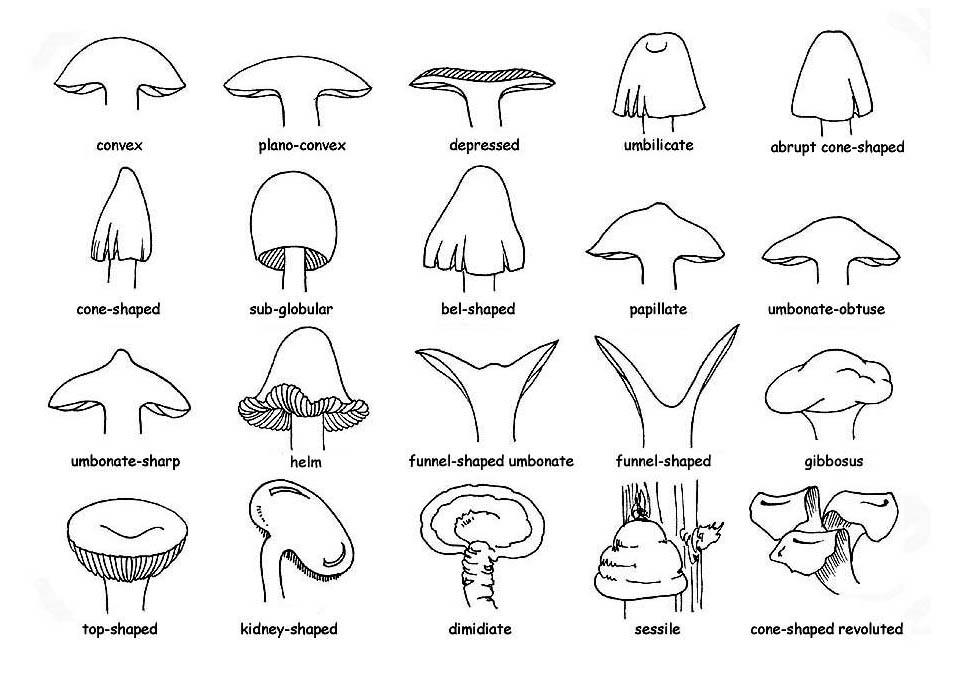 convex
plano-convex
depressed
umbilicate
abrupt cone-shaped
cone-shaped
sub-globular
bel-shaped
papillate
umbonate-obtuse
umbonate-sharp
helm
funnel-shaped umbonate
funnel-shaped
gibbosus
top-shaped
kidney-shaped
dimidiate
sessile
cone-shaped revoluted